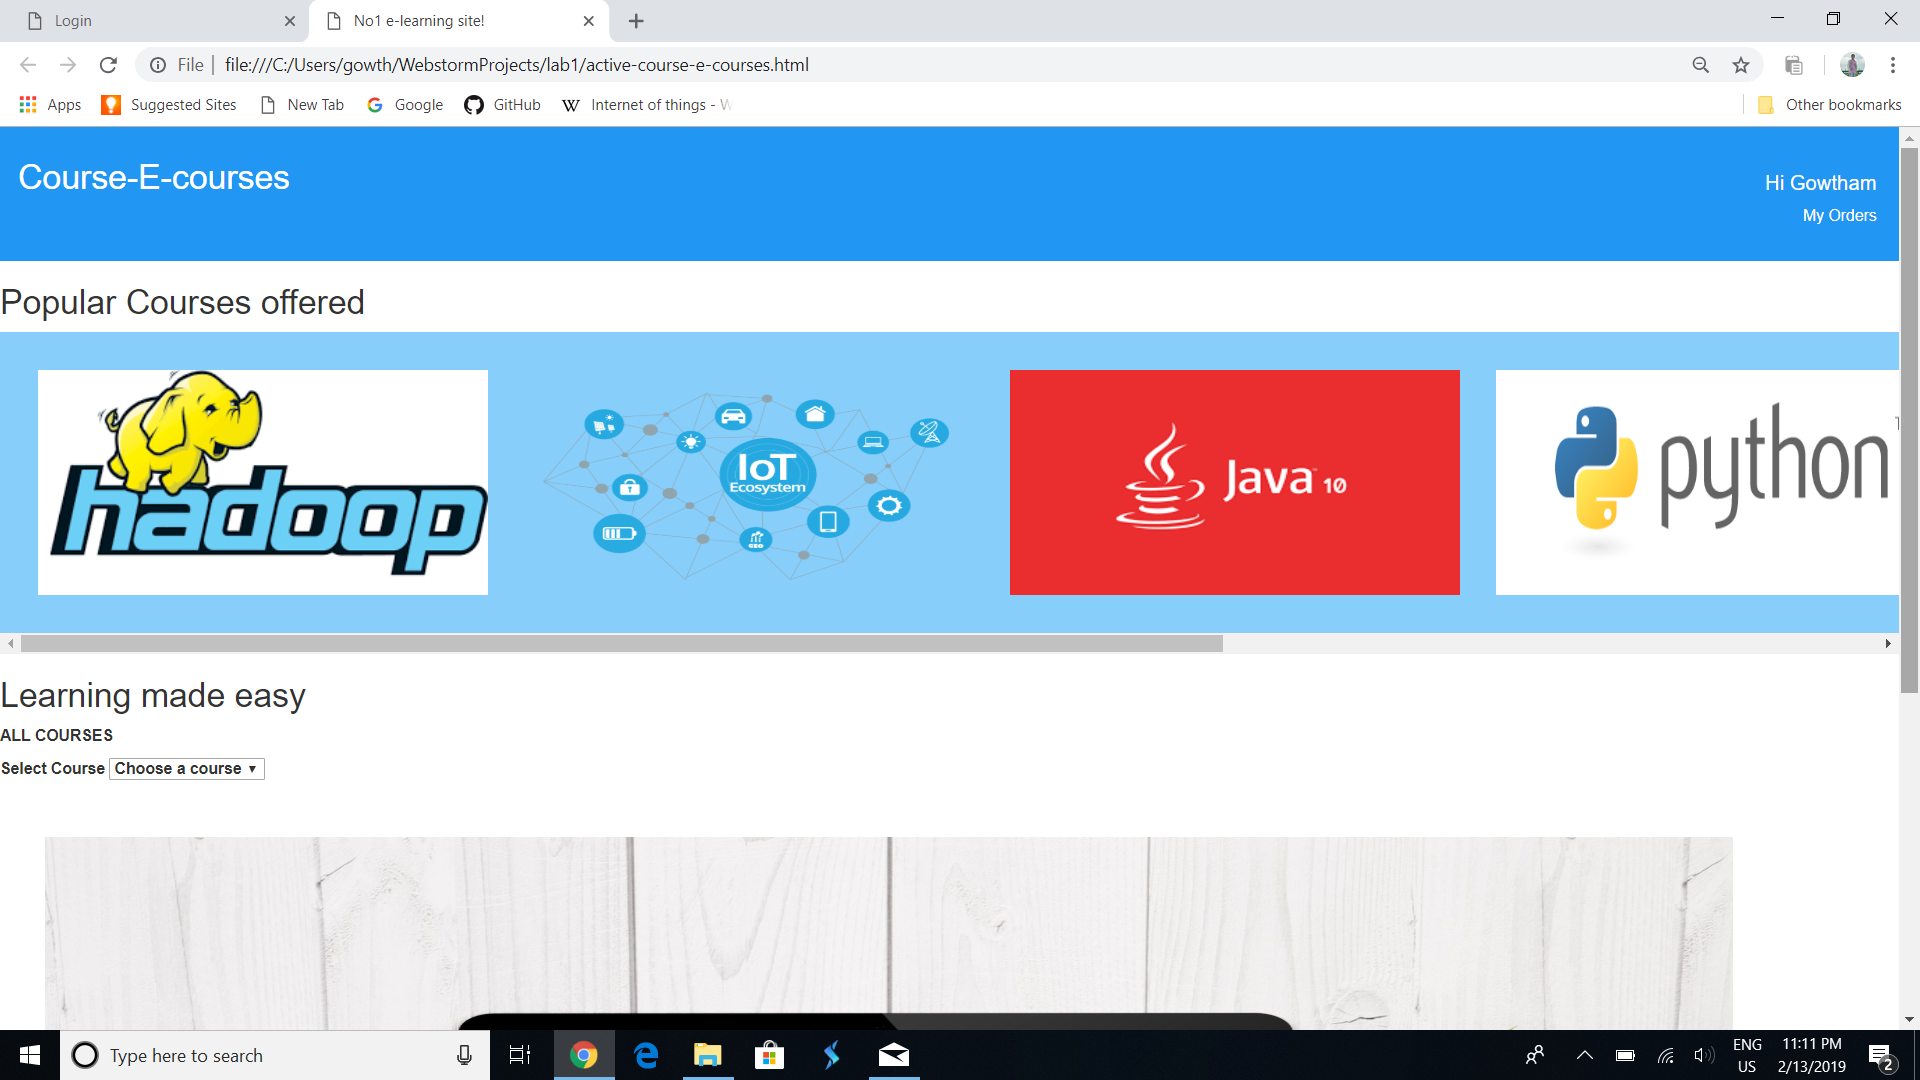 Login
No1 e-learning site!
File
file:///C:/Users/gowth/WebstormProjects/lab1/active-course-e-courses.html
Apps
Suggested Sites
New Tab
Google
GitHub
Internet of things - W
Other bookmarks
Course-E-courses
Hi Gowtham
My Orders
Popular Courses offered
hadoop
IoT
Ecosystem
Java 10
python
Learning made easy
ALL COURSES
Select Course Choose a course
Type here to search
ENG
US
11:11 PM
2/13/2019
2